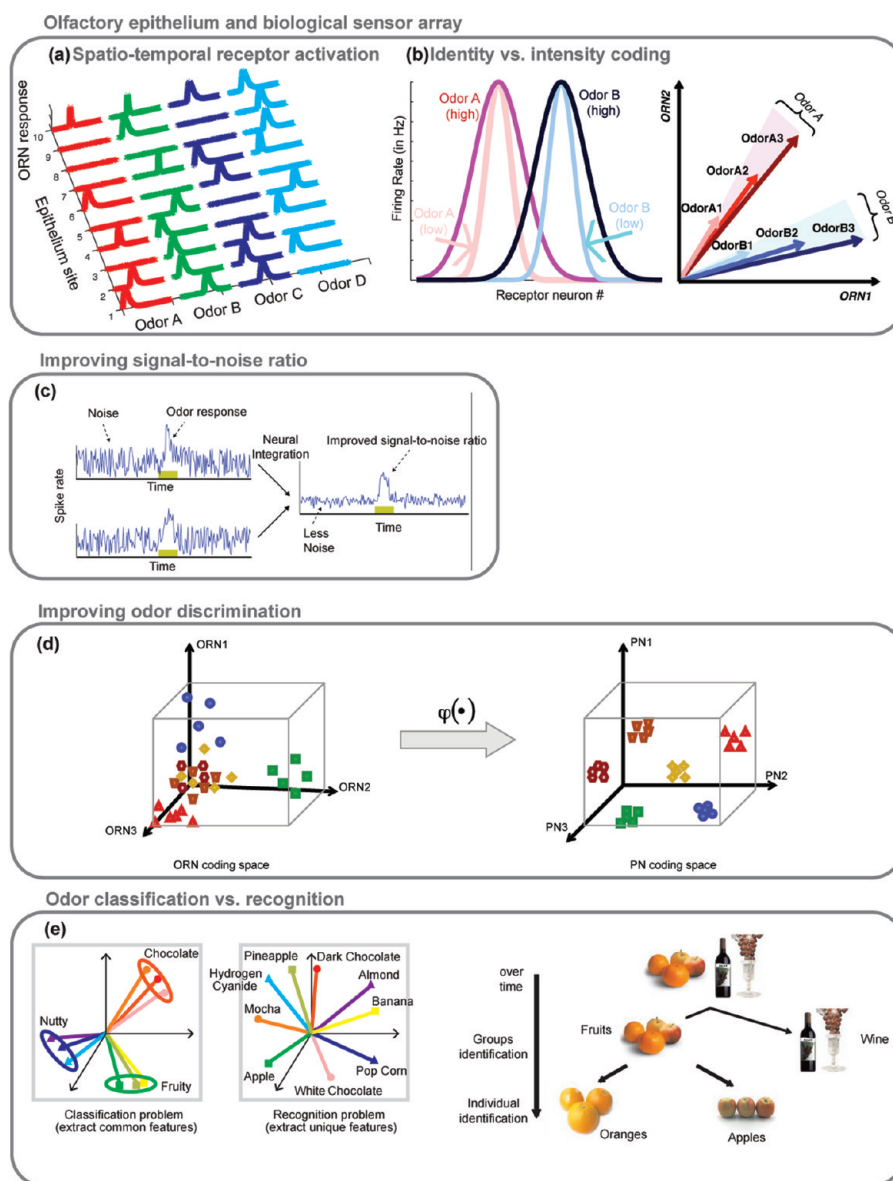 Olfactory epithelium and biological sensor array
(a) Spatio-temporal receptor activation
ORN response
Epithelium site
10
9
8
7
6
5
4
3
2
1
Odor A
Odor B
Odor C
Odor D
(b) Identity vs. intensity coding
Firing Rate (in Hz)
Odor A
(high)
Odor B
(high)
Odor A
(low)
Odor B
(low)
Receptor neuron #
ORN2
Odor A
OdorA3
OdorA2
OdorA1
Odor B
OdorB1
OdorB2
OdorB3
ORN1
Improving signal-to-noise ratio
(c)
Noise
Odor response
Spike rate
Time
Time
Neural
Integration
Improved signal-to-noise ratio
Less
Noise
Time
Improving odor discrimination
(d)
ORN1
ORN2
ORN3
ORN coding space
φ(•)
PN1
PN2
PN3
PN coding space
Odor classification vs. recognition
(e)
Chocolate
Nutty
Fruity
Classification problem
(extract common features)
Pineapple
Dark Chocolate
Hydrogen
Cyanide
Almond
Mocha
Banana
Apple
Pop Corn
White Chocolate
Recognition problem
(extract unique features)
over
time
Groups
identification
Individual
identification
Fruits
Wine
Oranges
Apples